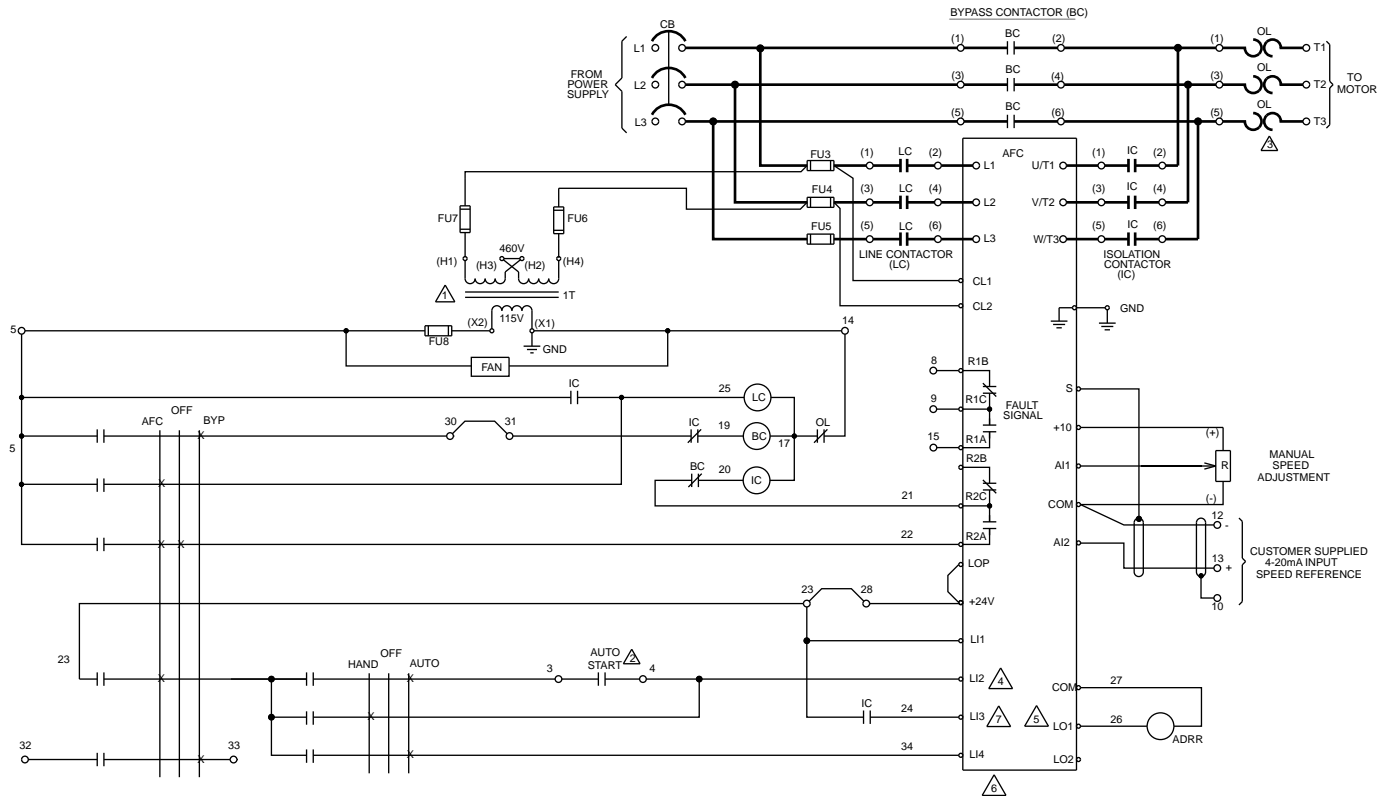 BYPASS CONTACTOR (BC)
CB
L1 (1) BC (2) (1) OL T1
FROM
POWER
SUPPLY
L2 (3) BC (4) (3) OL T2
TO
MOTOR
L3 (5) BC (6) (5) OL T3
3
AFC
FU3 (1) LC (2) L1 U/T1 (1) IC (2)
FU4 (3) LC (4) L2 V/T2 (3) IC (4)
FU7 FU6
FU5 (5) LC (6) L3 W/T3 (5) IC (6)
460V
(H1) (H3) (H2) (H4)
LINE CONTACTOR
(LC)
ISOLATION
CONTACTOR
(IC)
1 1T
CL1
CL2
GND
115V
5 (X2) (X1) 14
FU8 GND
FAN
8 R1B
IC 25 LC
9 R1C
FAULT
SIGNAL
S
AFC OFF BYP
30 31 IC 19 BC 17 OL
15 R1A
+10 (+)
5
R2B
AI1 R
MANUAL
SPEED
ADJUSTMENT
BC 20 IC
21 R2C
COM (-)
12 -
22 R2A
AI2
13 +
CUSTOMER SUPPLIED
4-20mA INPUT
SPEED REFERENCE
10
LOP
23 28 +24V
LI1
23
HAND OFF AUTO
3 AUTO
START 2 4
LI2 4
COM 27
IC 24 LI3 7
5 LO1 26
ADRR
32 33
34 LI4
LO2
6